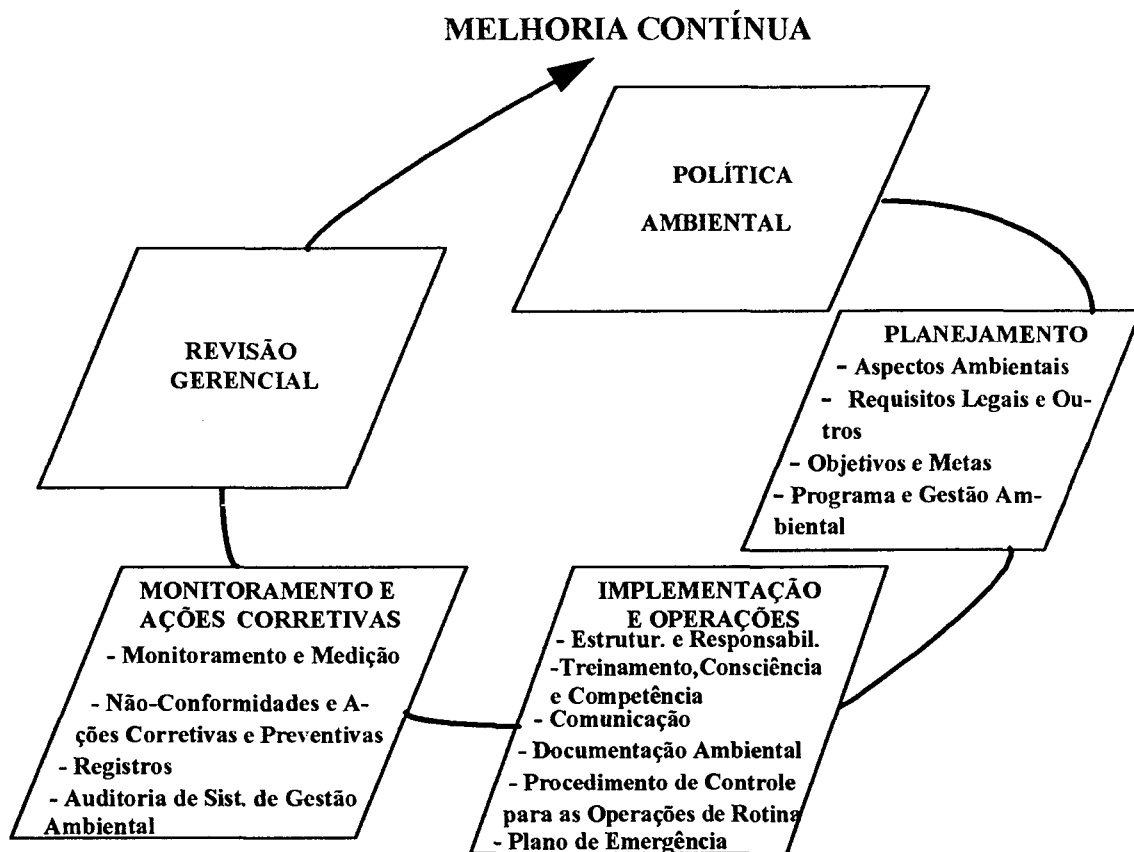 MELHORIA CONTÍNUA
POLÍTICA
AMBIENTAL
PLANEJAMENTO
- Aspectos Ambientais
- Requisitos Legais e Ou-
tros
- Objetivos e Metas
- Programa e Gestão Am-
biental
IMPLEMENTAÇÃO
E OPERAÇÕES
- Estrutur. e Responsabil.
-Treinamento,Consciência
e Competência
- Comunicação
- Documentação Ambiental
- Procedimento de Controle
para as Operações de Rotina
- Plano de Emergência
MONITORAMENTO E
AÇÕES CORRETIVAS
- Monitoramento e Medição
- Não-Conformidades e A-
ções Corretivas e Preventivas
- Registros
- Auditoria de Sist. de Gestão
Ambiental
REVISÃO
GERENCIAL